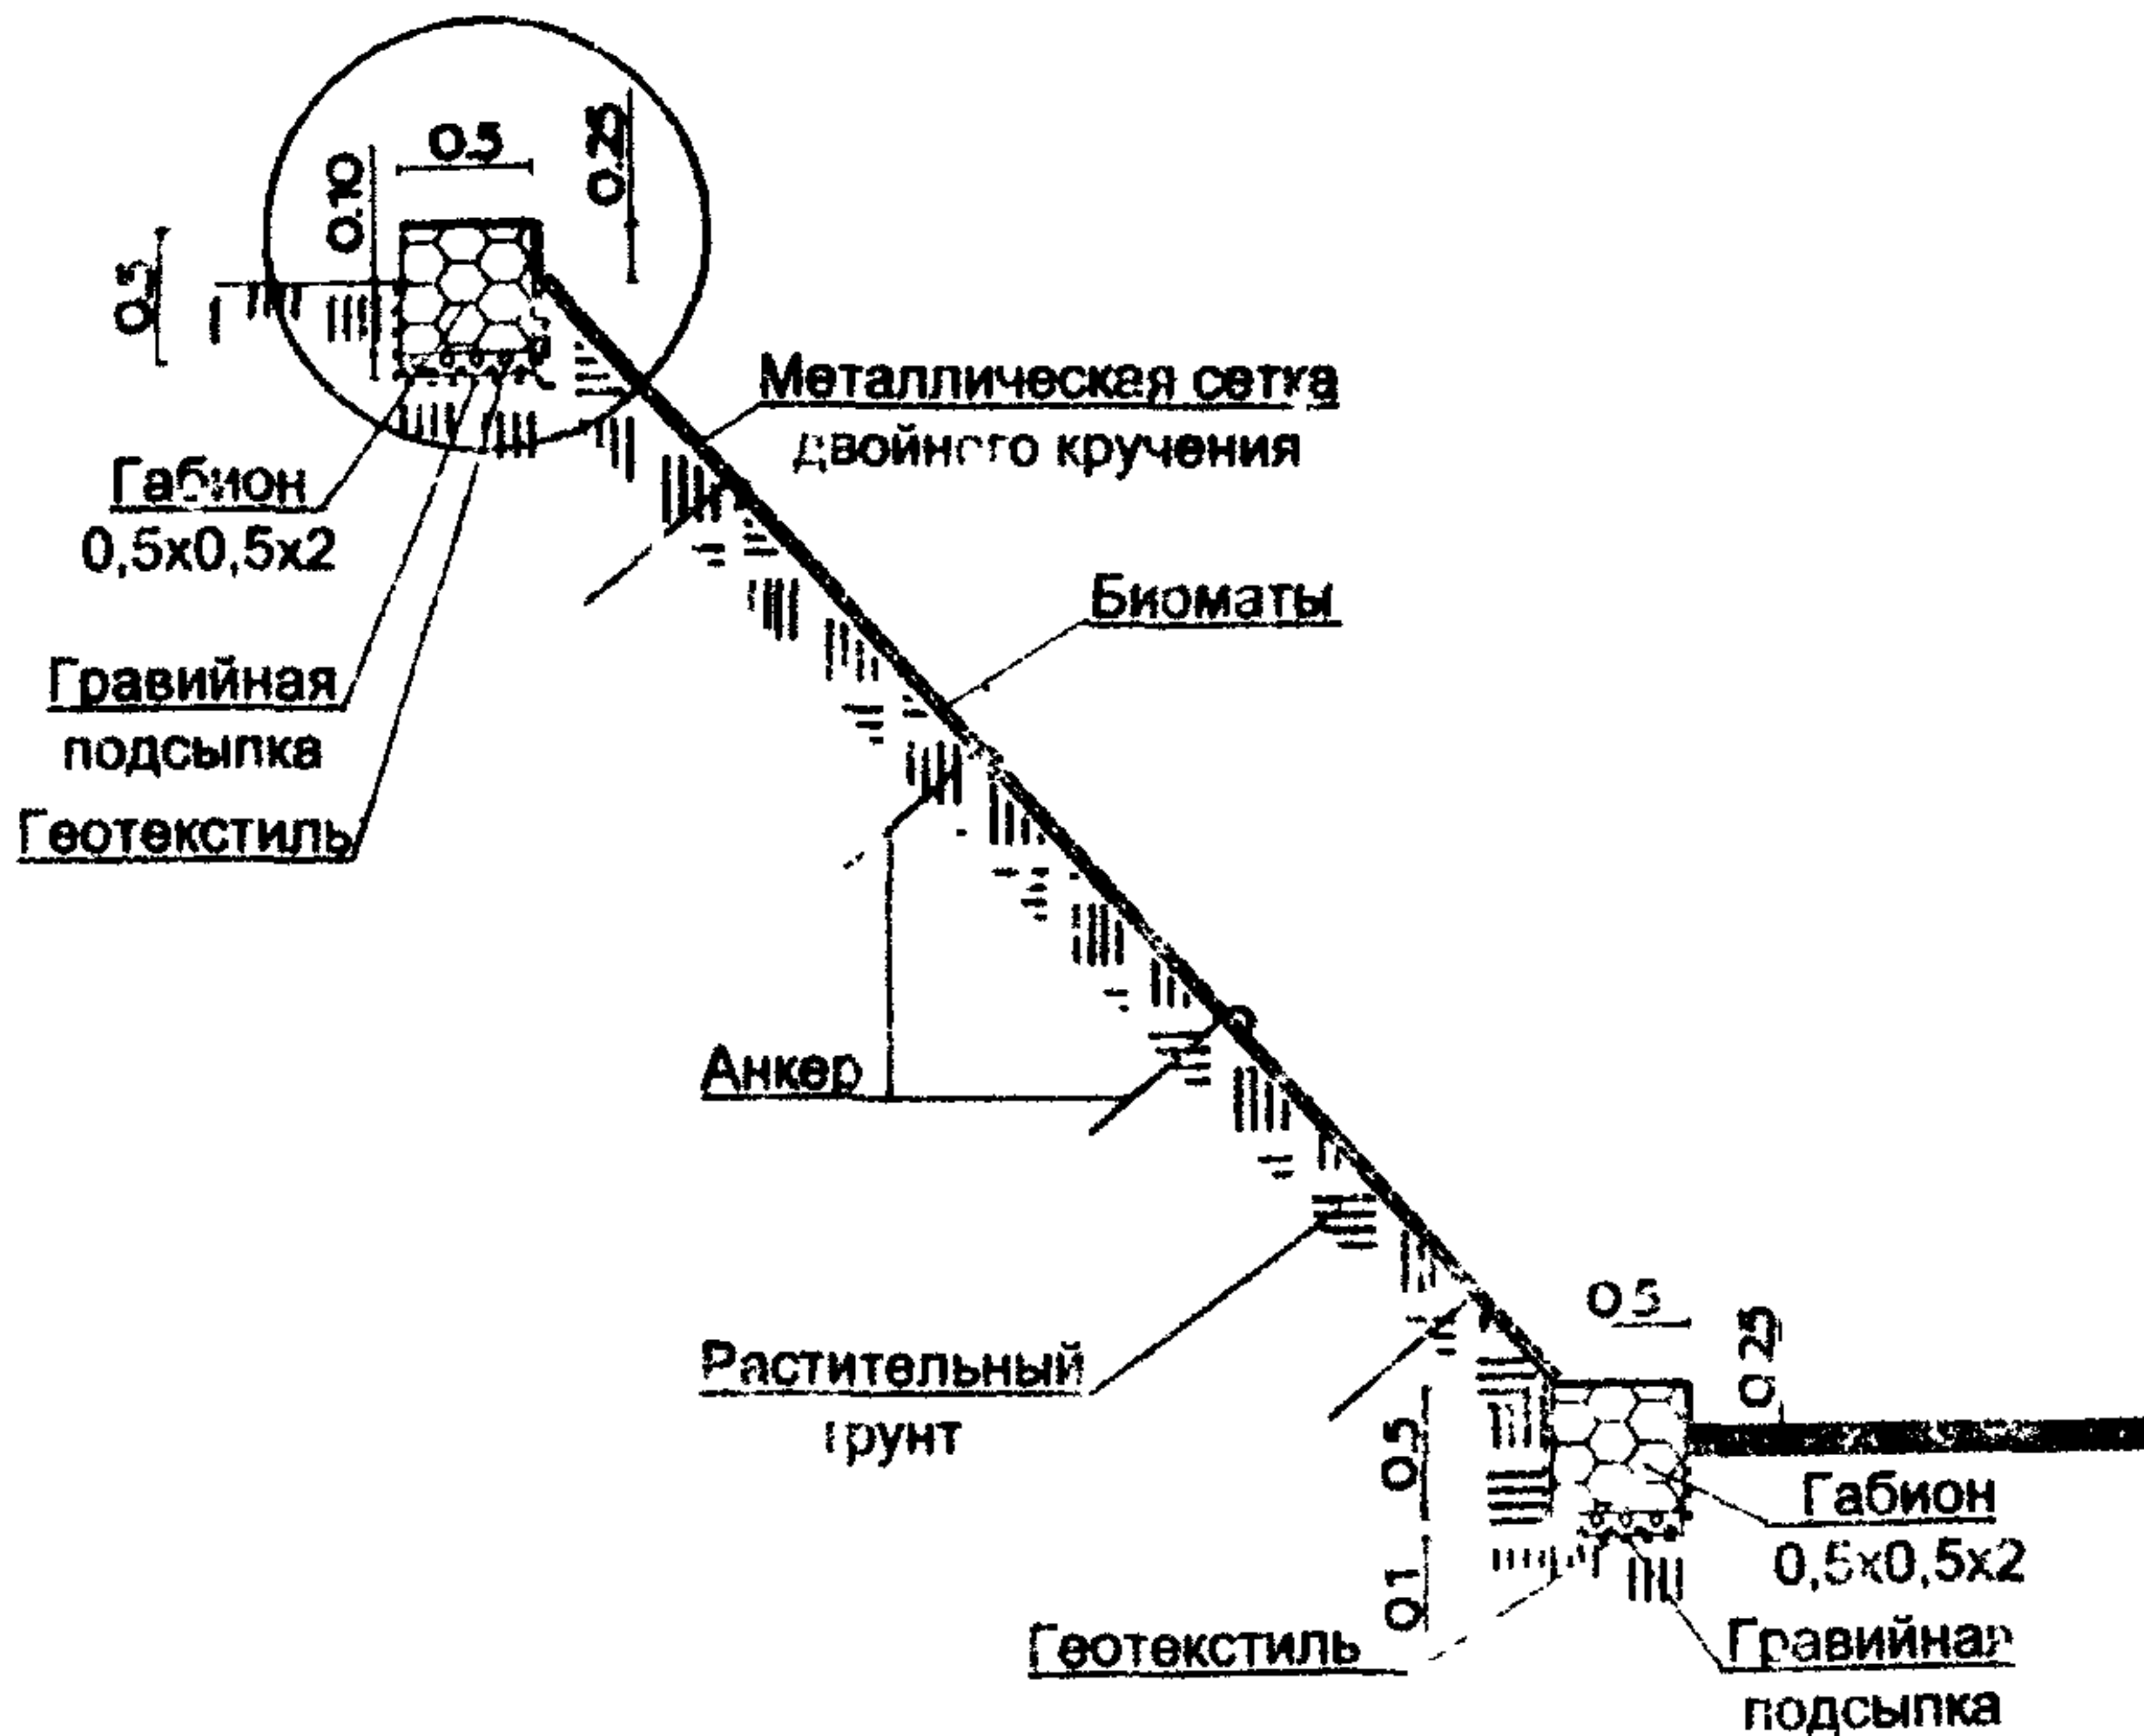 0.5
0.25
0.10
0.5
Металлическая сетка
двойного кручения
Габион
0,5х0,5х2
Биоматы
Гравийная
подсыпка
Геотекстиль
Анкер
Растительный
грунт
0.5
0.25
0.5
0.1
Габион
0,5х0,5х2
Геотекстиль
Гравийная
подсыпка